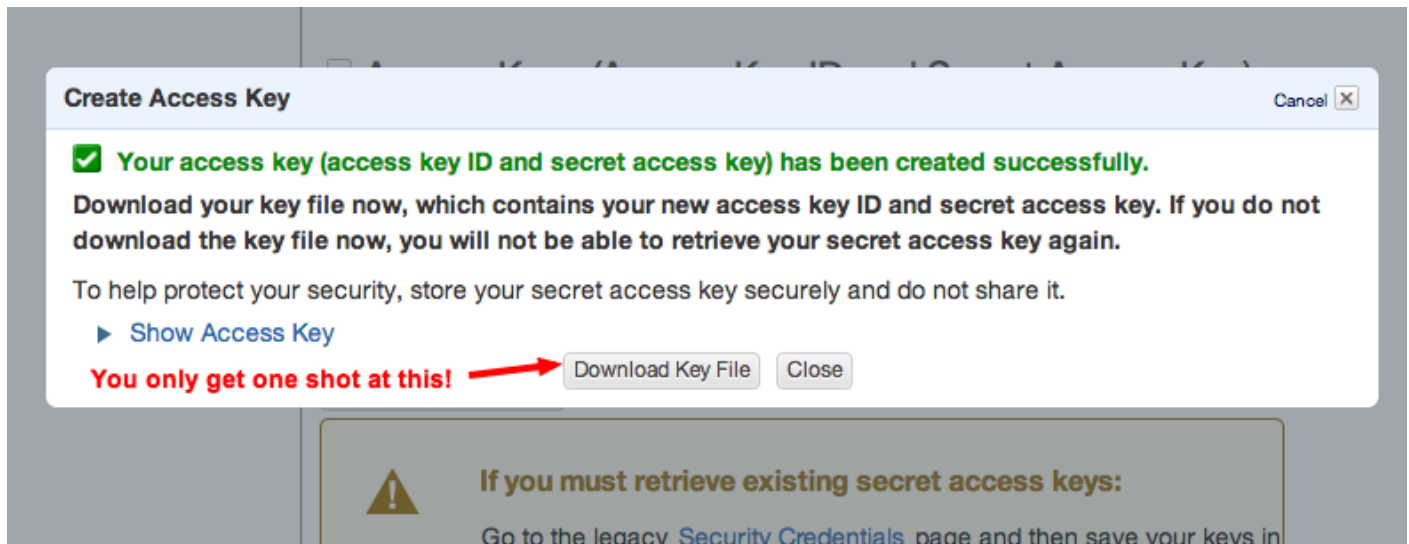 Create Access Key
Cancel
Your access key (access key ID and secret access key) has been created successfully.
Download your key file now, which contains your new access key ID and secret access key. If you do not
download the key file now, you will not be able to retrieve your secret access key again.
To help protect your security, store your secret access key securely and do not share it.
Show Access Key
You only get one shot at this!
Download Key File
Close
If you must retrieve existing secret access keys:
Go to the legacy Security Credentials page and then save your keys in